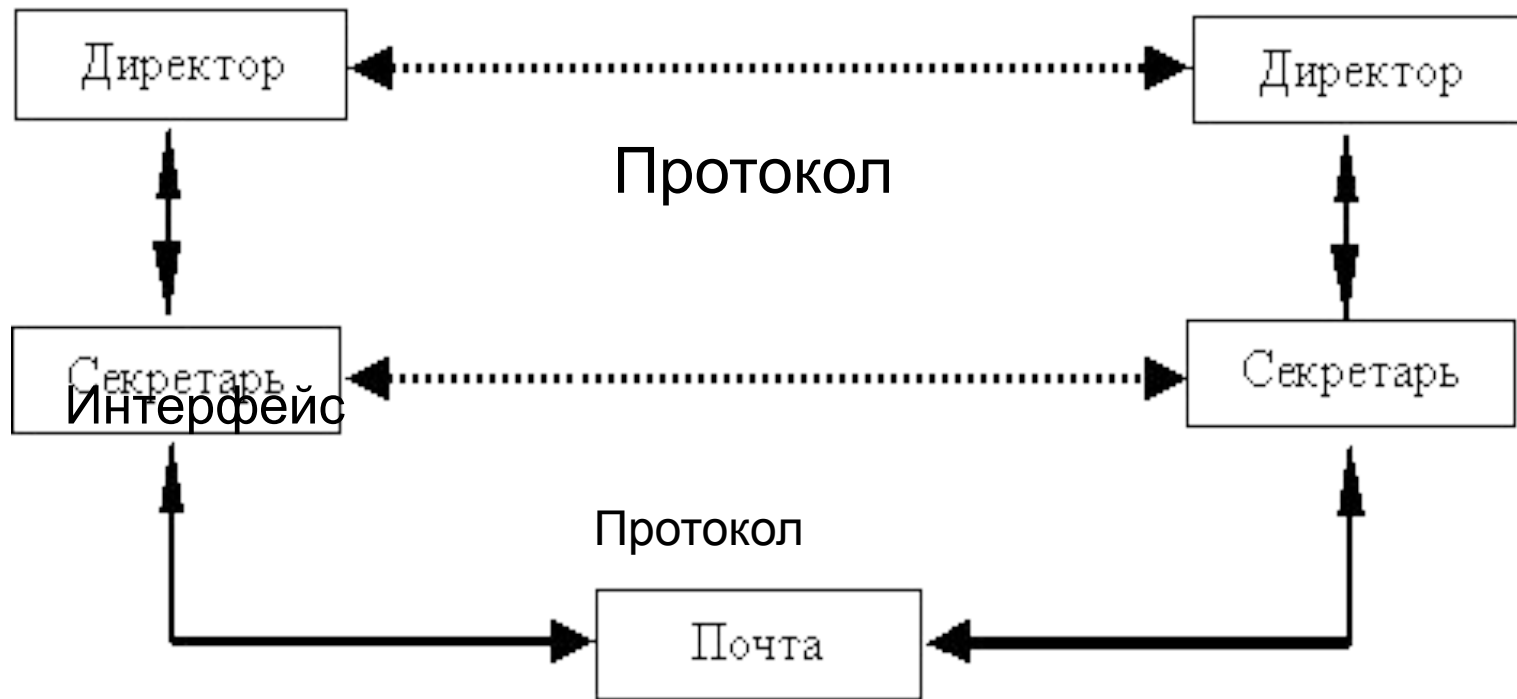 Директор
Директор
Протокол
Секретарь
Интерфейс
Секретарь
Протокол
Почта